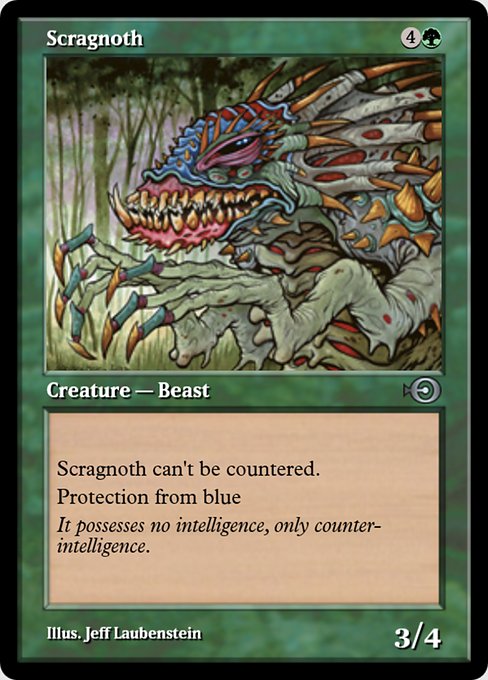 Scragnoth 4
Creature — Beast
Scragnoth can't be countered.
Protection from blue
It possesses no intelligence, only counter-
intelligence.
Illus. Jeff Laubenstein
3/4